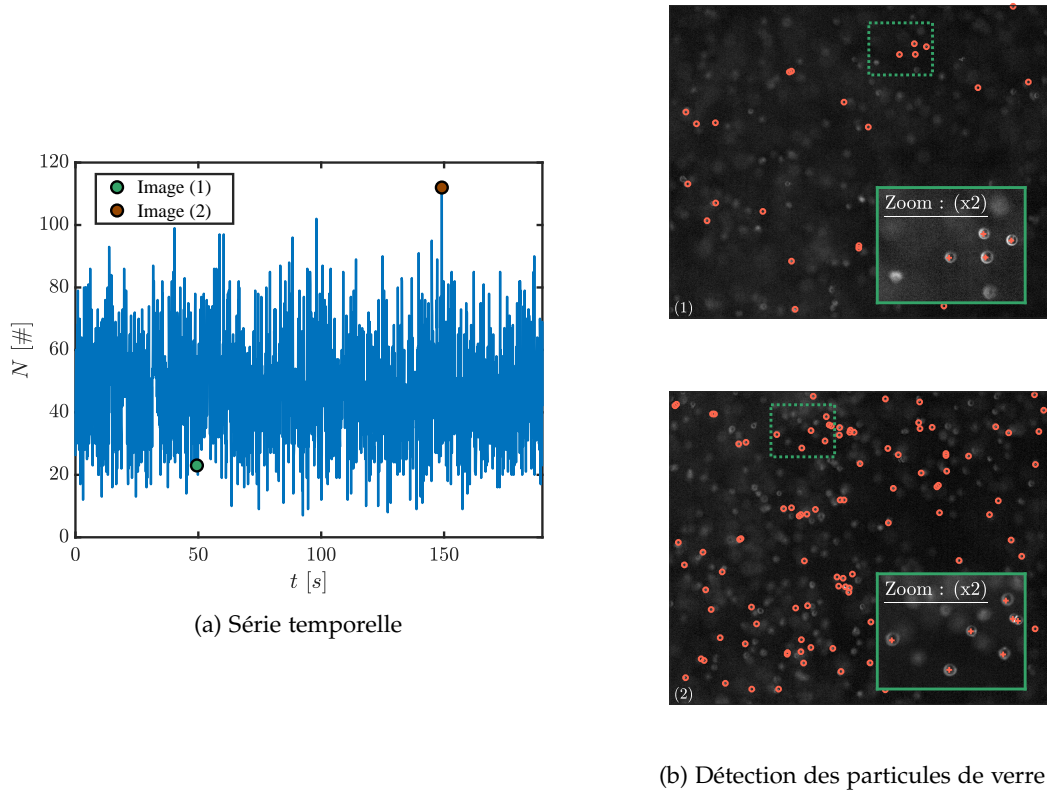 120
100
80
60
40
20
0
N [#]
Image (1)
Image (2)
0
50
100
150
t [s]
(a) Série temporelle
Zoom : (x2)
(1)
Zoom : (x2)
(2)
(b) Détection des particules de verre